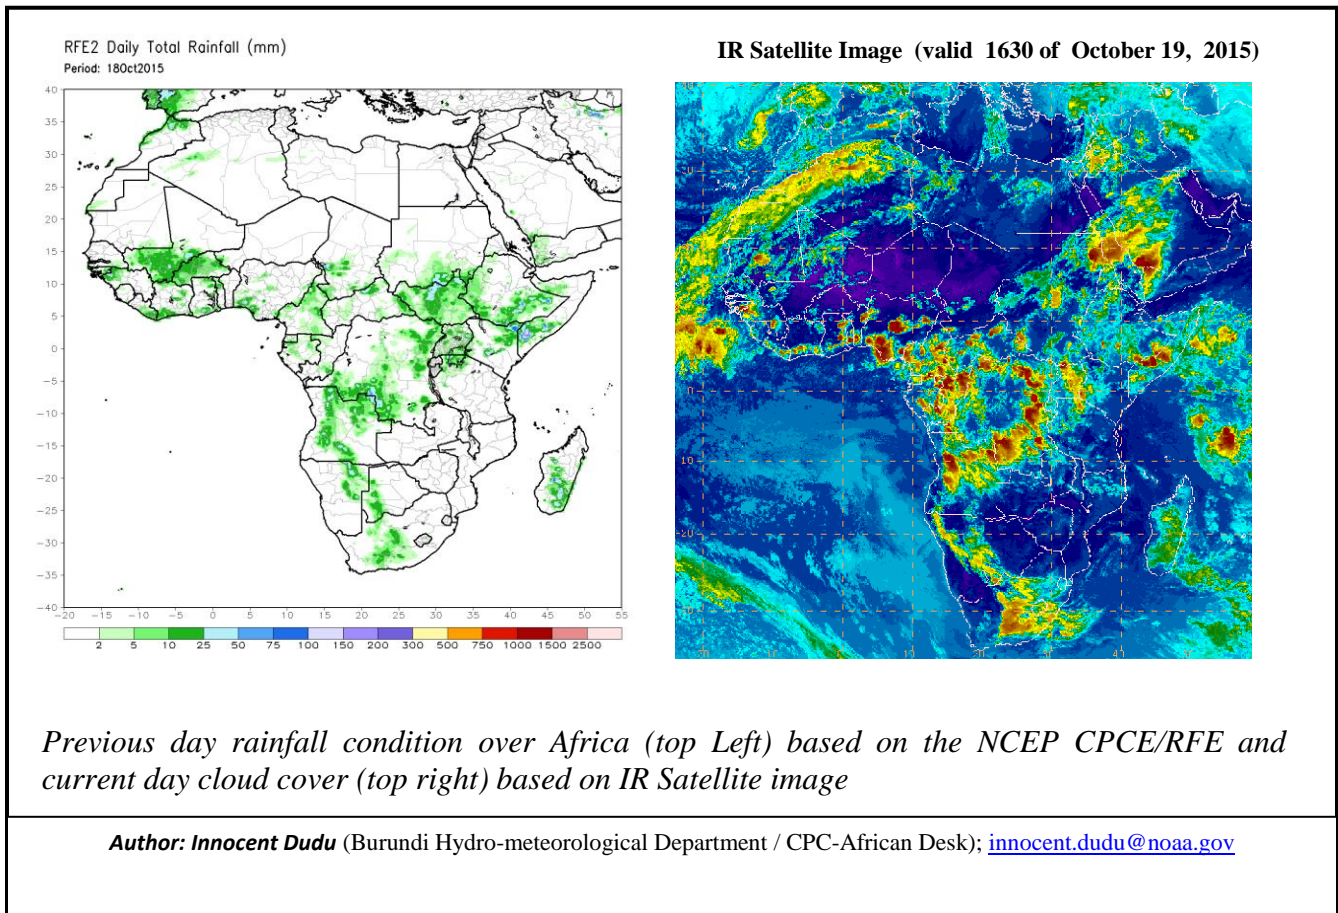 RFE2 Daily Total Rainfall (mm)
Period: 18Oct2015
IR Satellite Image (valid 1630 of October 19, 2015)
40
35
30
25
20
15
10
5
0
-5
-10
-15
-20
-25
-30
-35
-40
-20 -15 -10 -5 0 5 10 15 20 25 30 35 40 45 50 55
2 5 10 25 50 75 100 150 200 300 500 750 1000 1500 2500
Previous day rainfall condition over Africa (top Left) based on the NCEP CPCE/RFE and
current day cloud cover (top right) based on IR Satellite image
Author: Innocent Dudu (Burundi Hydro-meteorological Department / CPC-African Desk); innocent.dudu@noaa.gov